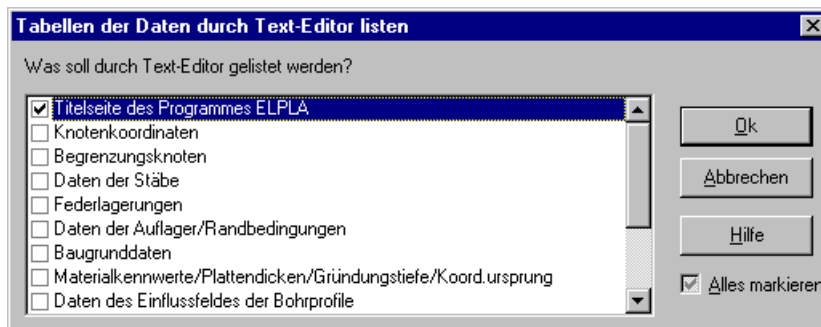 Tabellen der Daten durch Text-Editor listen
Was soll durch Text-Editor gelistet werden?
Titelseite des Programmes ELPLA
Knotenkoordinaten
Begrenzungsknoten
Daten der Stäbe
Federlagerungen
Daten der Auflager/Randbedingungen
Baugrunddaten
Materialkennwerte/Plattendicken/Gründungstiefe/Koord.ursprung
Daten des Einflussfeldes der Bohrprofile
Ok
Abbrechen
Hilfe
Alles markieren